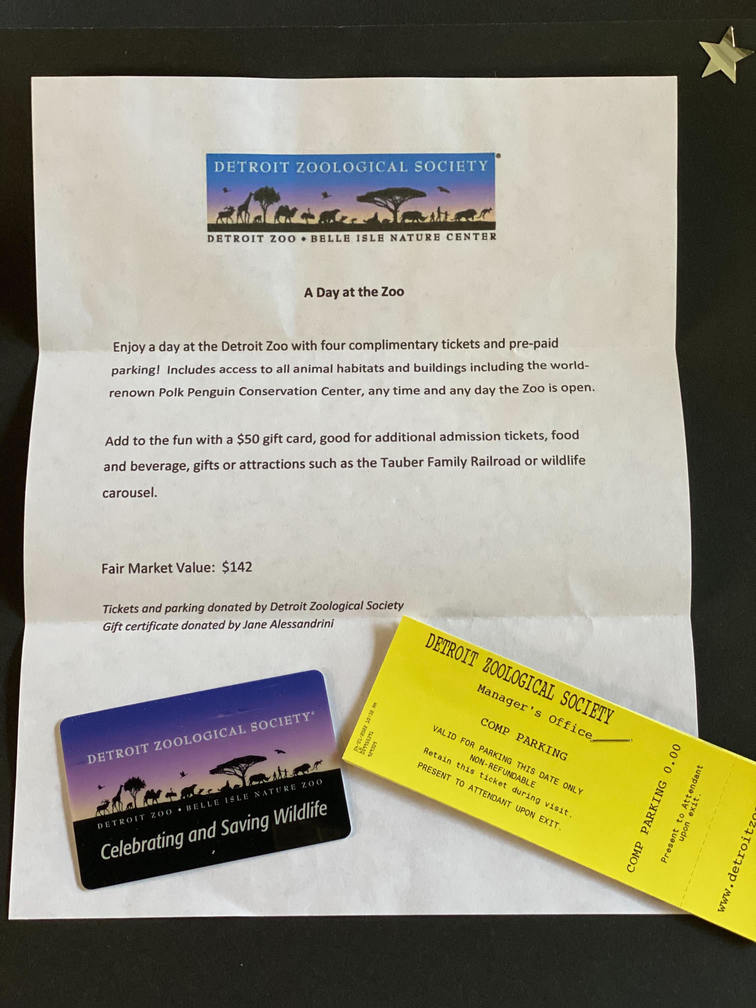 DETROIT ZOOLOGICAL SOCIETY
DETROIT ZOO • BELLE ISLE NATURE CENTER
A Day at the Zoo
Enjoy a day at the Detroit Zoo with four complimentary tickets and pre-paid
parking! Includes access to all animal habitats and buildings including the world-
renown Polk Penguin Conservation Center, any time and any day the Zoo is open.
Add to the fun with a $50 gift card, good for additional admission tickets, food
and beverage, gifts or attractions such as the Tauber Family Railroad or wildlife
carousel.
Fair Market Value: $142
Tickets and parking donated by Detroit Zoological Society
Gift certificate donated by Jane Alessandrini
DETROIT ZOOLOGICAL SOCIETY®
DETROIT ZOO • BELLE ISLE NATURE ZOO
Celebrating and Saving Wildlife
DETROIT ZOOLOGICAL SOCIETY
Manager's Office
COMP PARKING
VALID FOR PARKING THIS DATE ONLY
NON-REFUNDABLE
Retain this ticket during visit.
PRESENT TO ATTENDANT UPON EXIT.
COMP PARKING 0.00
Present to Attendant
upon exit.
www.detroitzo